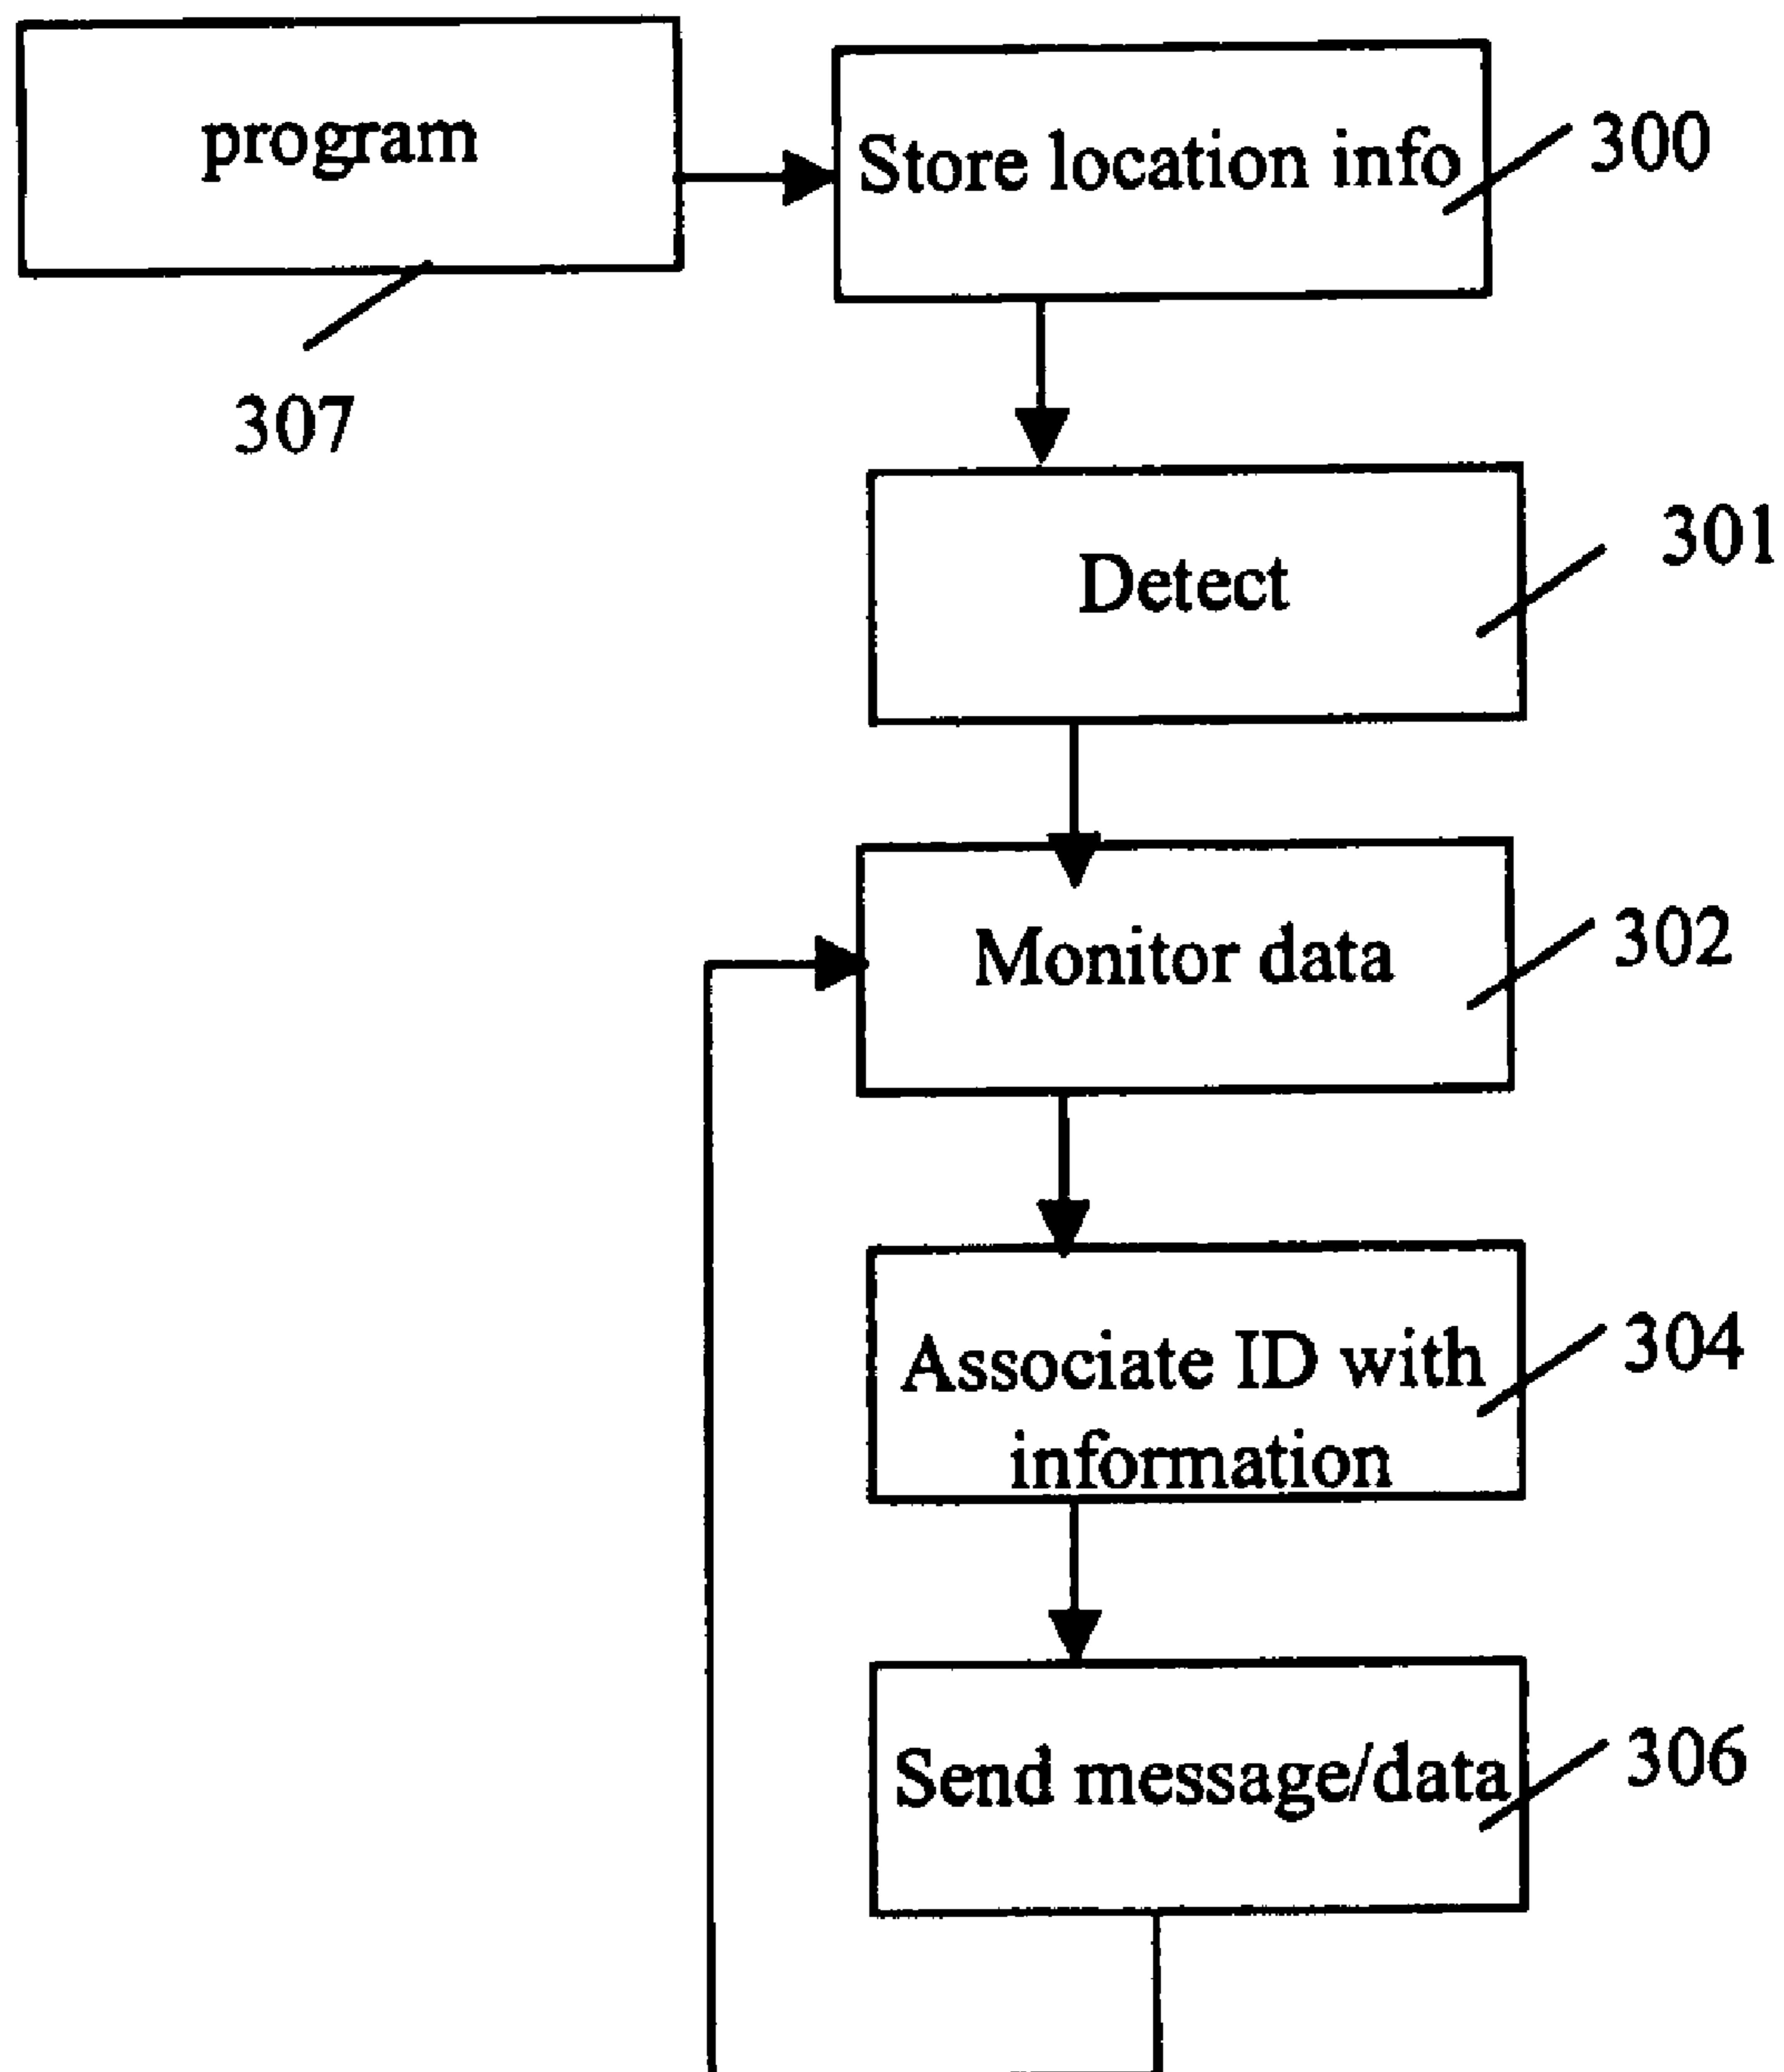 program
307
Store location info
300
Detect
301
Monitor data
302
Associate ID with
information
304
Send message/data
306